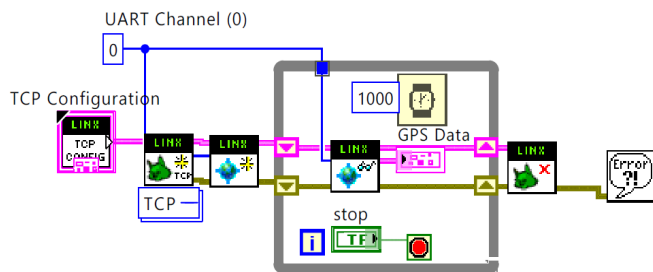 UART Channel (0)
0
1000
TCP Configuration
GPS Data
LINX
TCP
CONFIG
LINX
TCP
LINX
LINX
LINX
Error
?!
TCP
stop
i
TF